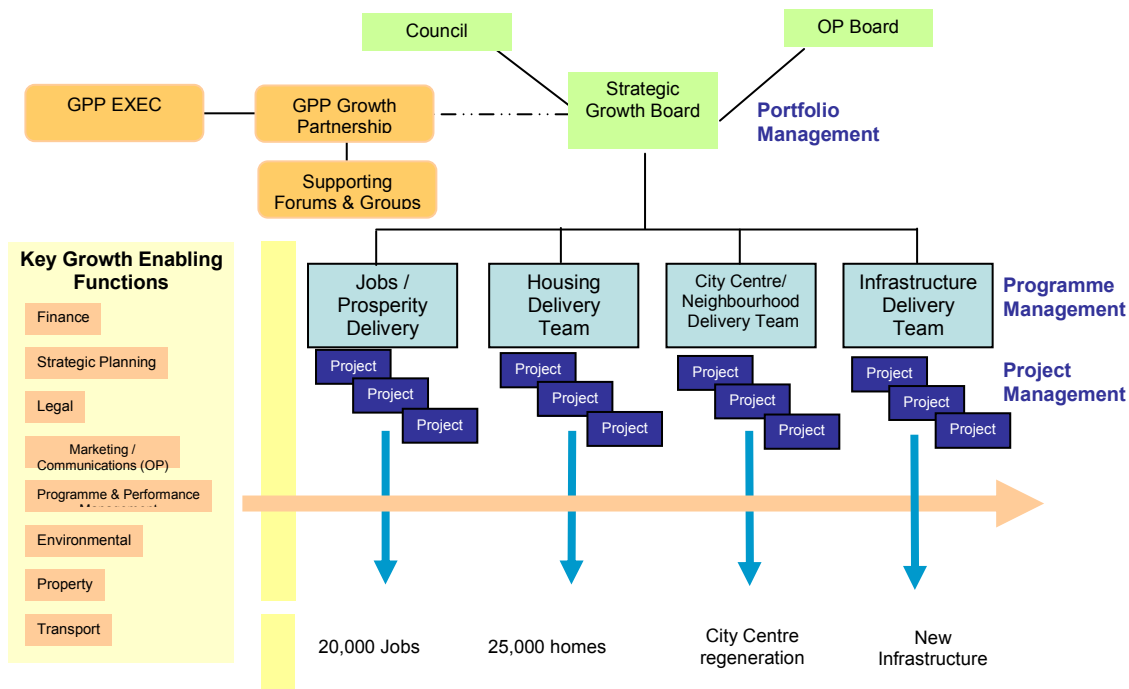 Council
OP Board
GPP EXEC
GPP Growth
Partnership
Strategic
Growth Board
Portfolio
Management
Supporting
Forums & Groups
Key Growth Enabling
Functions
Finance
Strategic Planning
Legal
Marketing /
Communications (OP)
Programme & Performance
Management
Environmental
Property
Transport
Jobs /
Prosperity
Delivery
Housing
Delivery
Team
City Centre/
Neighbourhood
Delivery Team
Infrastructure
Delivery
Team
Programme
Management
Project
Project
Project
Project
Project
Project
Project
Project
Project
Project
Project
Project
Project
Management
20,000 Jobs
25,000 homes
City Centre
regeneration
New
Infrastructure